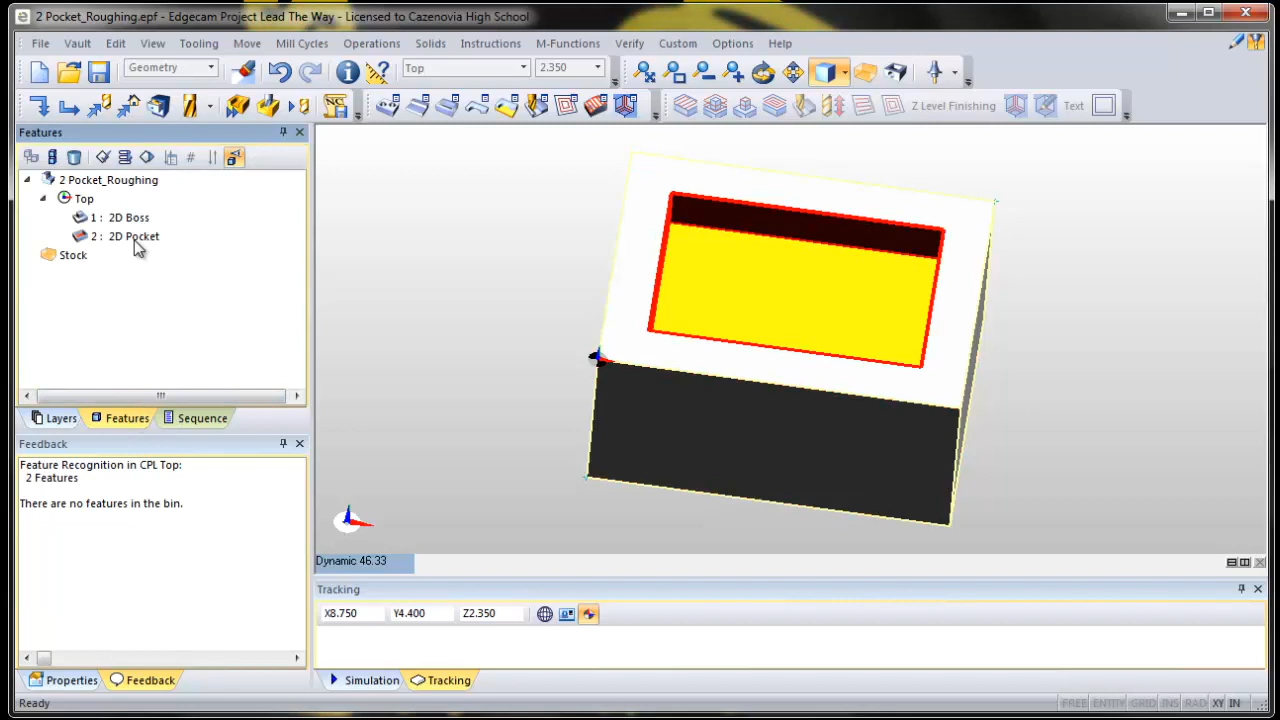 2 Pocket_Roughing.epf - Edgecam Project Lead The Way - Licensed to Cazenovia High School
File Vault Edit View Tooling Move Mill Cycles Operations Solids Instructions M-Functions Verify Custom Options Help
Geometry Top 2.350
Z Level Finishing Text
Features
2 Pocket_Roughing
Top
1 : 2D Boss
2 : 2D Pocket
Stock
Layers Features Sequence
Feedback
Feature Recognition in CPL Top:
2 Features
There are no features in the bin.
Dynamic 46.33
Tracking
X8.750 Y4.400 Z2.350
Properties Feedback Simulation Tracking
Ready FREE ENTITY GRID INS RAD XY IN